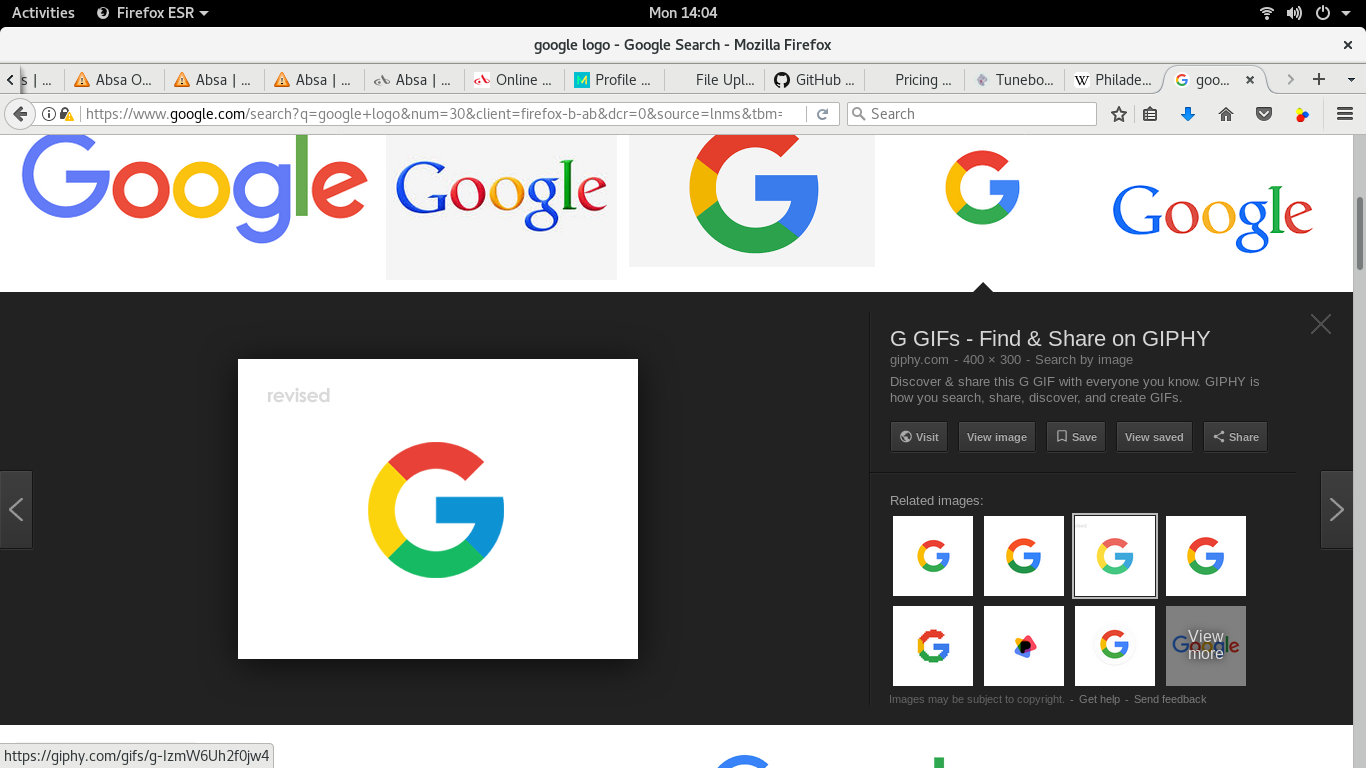 Activities
Firefox ESR
Mon 14:04
google logo - Google Search - Mozilla Firefox
s | ...
Absa O...
Absa | ...
Absa | ...
Absa | ...
Online ...
Profile ...
File Upl...
GitHub ...
Pricing ...
Tunebo...
Philade...
goo...
https://www.google.com/search?q=google+logo&num=30&client=firefox-b-ab&dcr=0&source=lnms&tbm=
Search
Google
Google
G
G
Google
revised
G
G GIFs - Find & Share on GIPHY
giphy.com - 400 × 300 - Search by image
Discover & share this G GIF with everyone you know. GIPHY is
how you search, share, discover, and create GIFs.
Visit
View image
Save
View saved
Share
Related images:
View
more
Google
Images may be subject to copyright. - Get help - Send feedback
https://giphy.com/gifs/g-IzmW6Uh2f0jw4